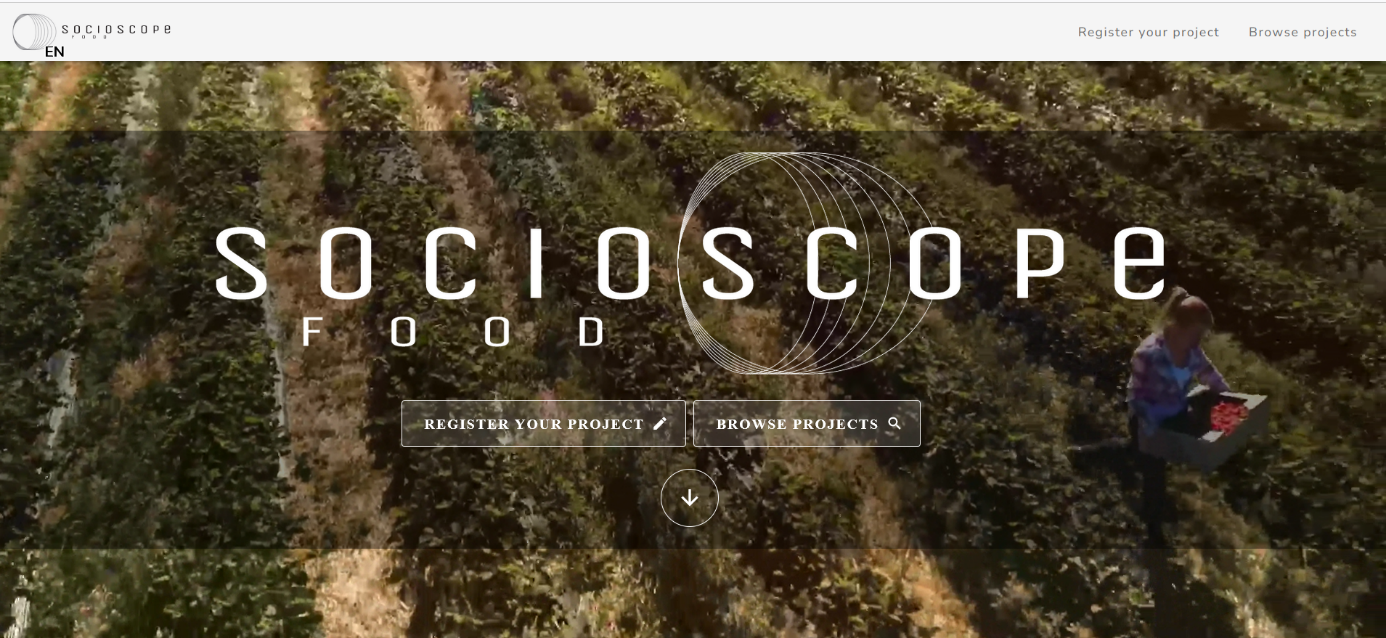 SOCIOSCOPE
FOOD
EN
Register your project
Browse projects
SOCIOSCOPE
FOOD
REGISTER YOUR PROJECT
BROWSE PROJECTS